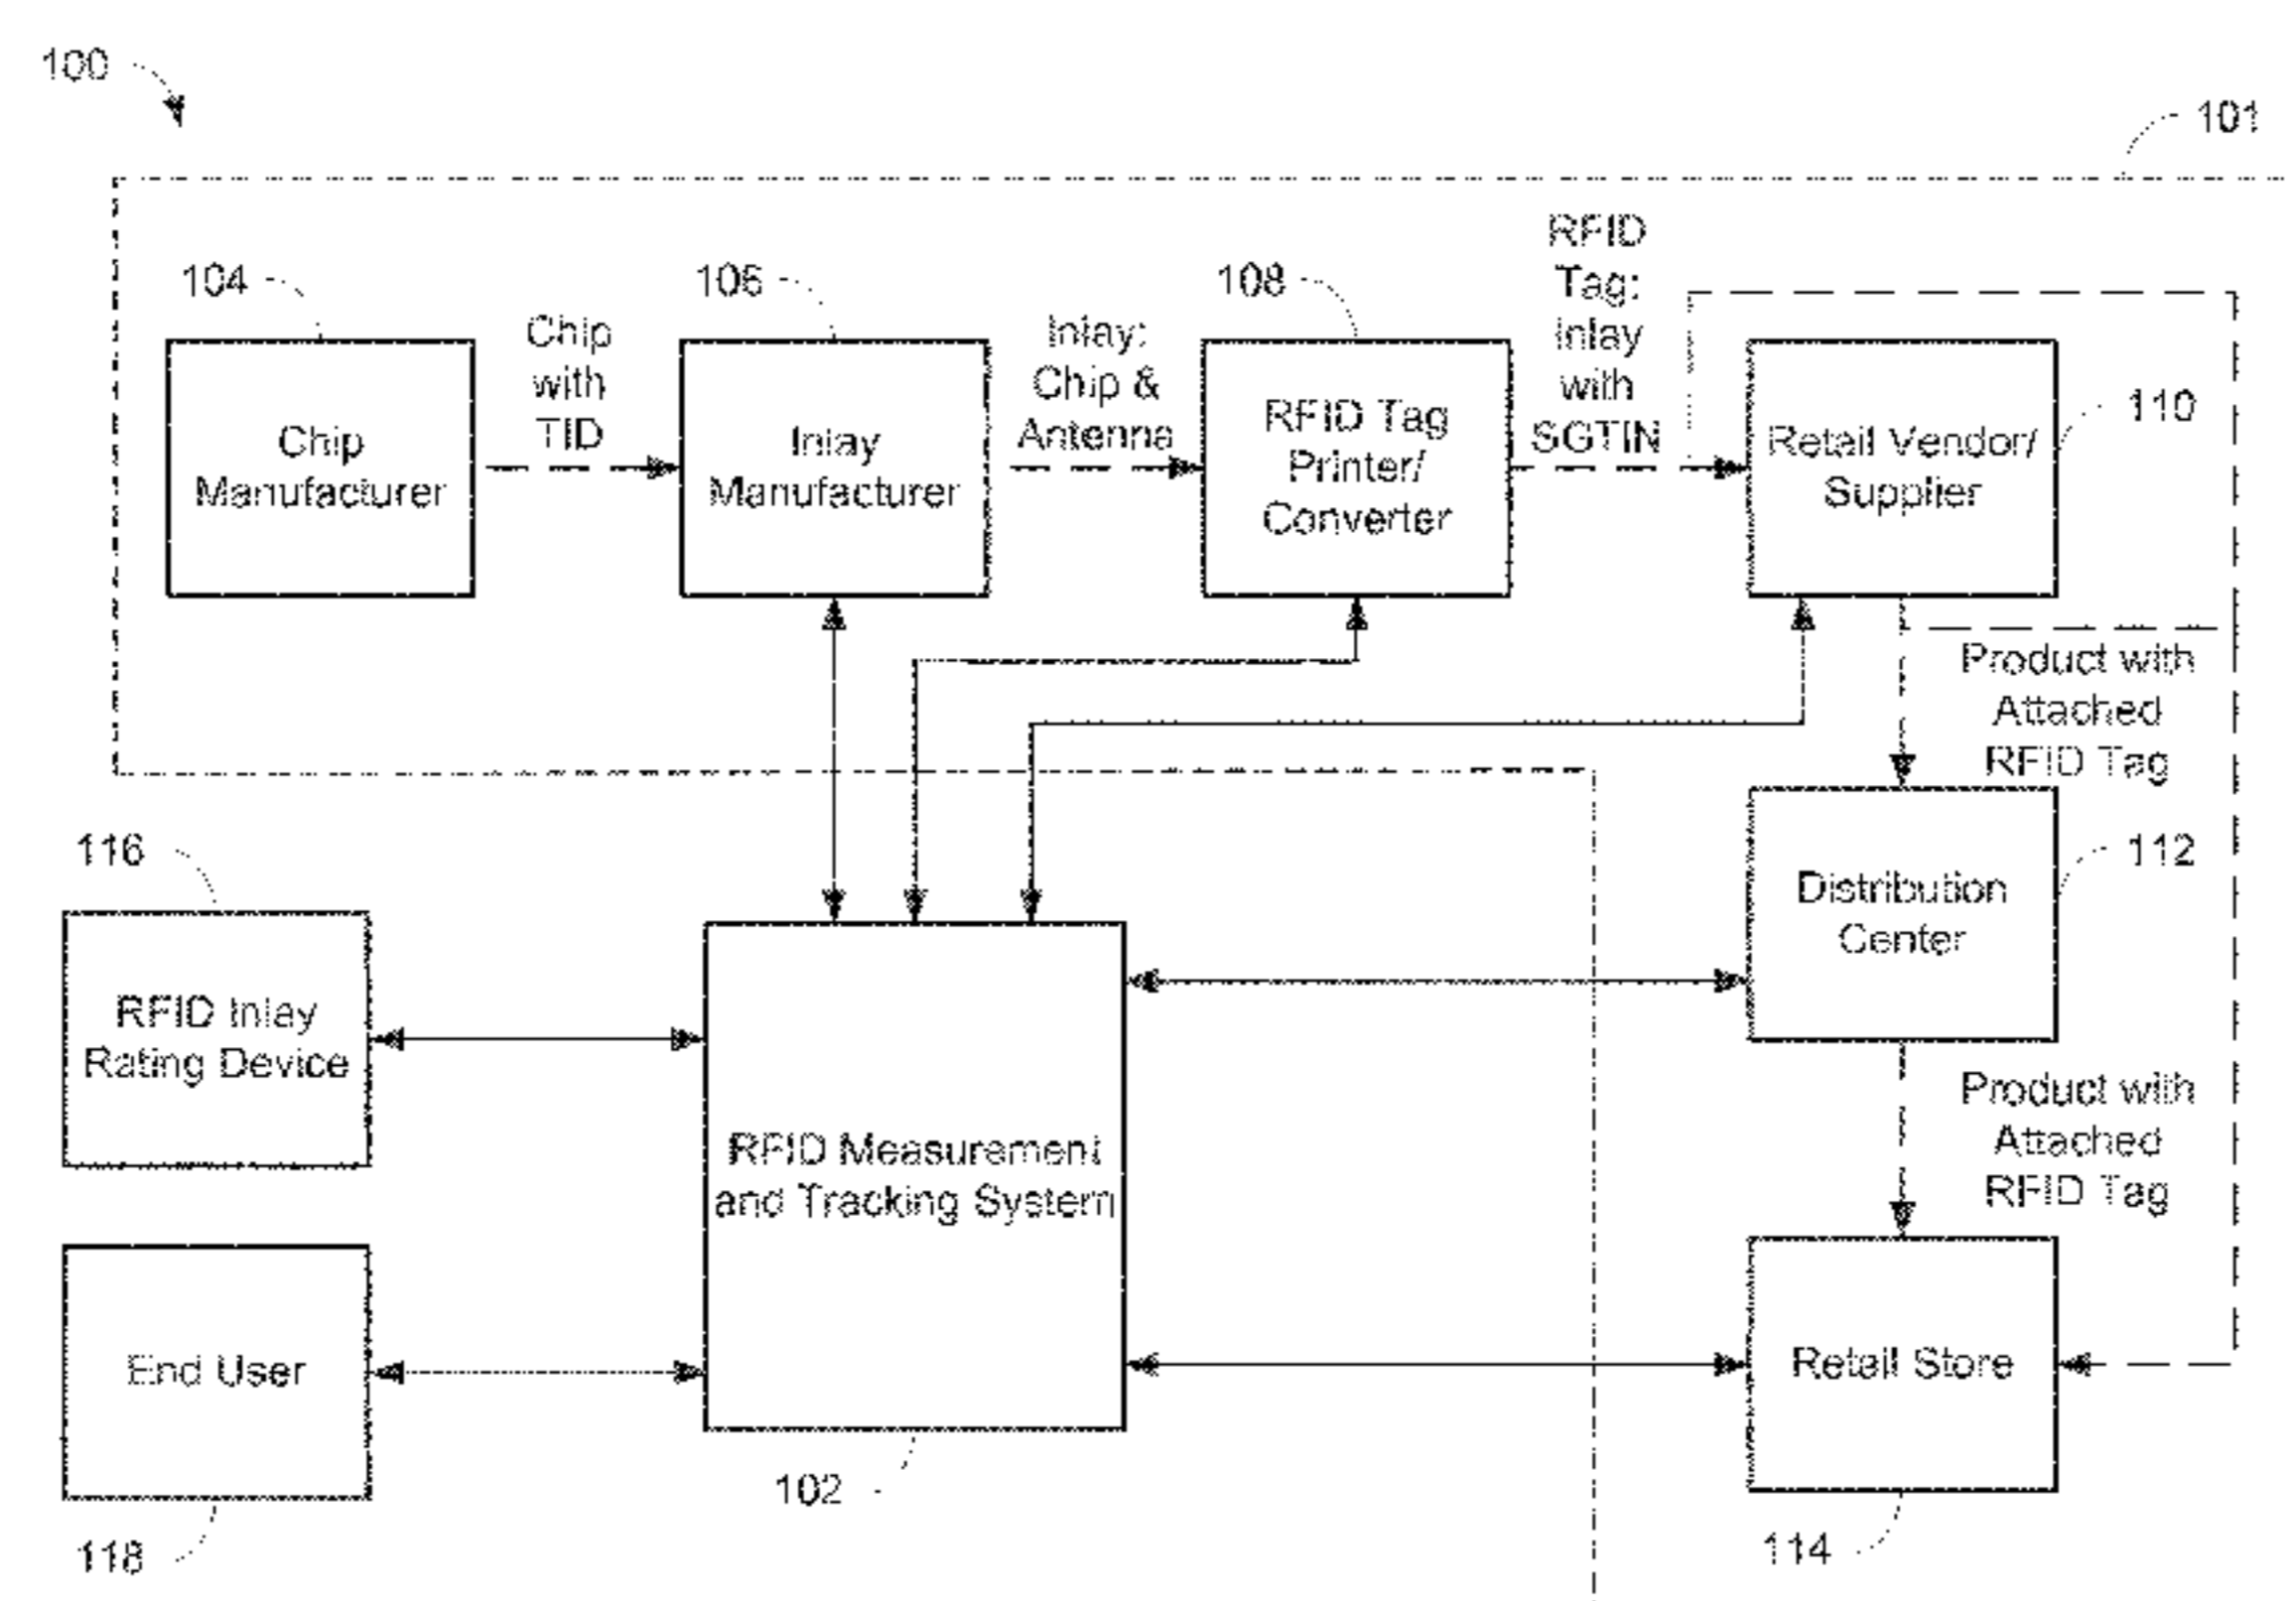 100
101
104
Chip
Manufacturer
Chip
with
TID
106
Inlay
Manufacturer
Inlay:
Chip &
Antenna
108
RFID Tag
Printer/
Converter
RFID
Tag:
Inlay
with
SGTIN
Retail Vendor/
Supplier
110
Product with
Attached
RFID Tag
Distribution
Center
112
Product with
Attached
RFID Tag
Retail Store
114
116
RFID Inlay
Rating Device
RFID Measurement
and Tracking System
102
End User
118